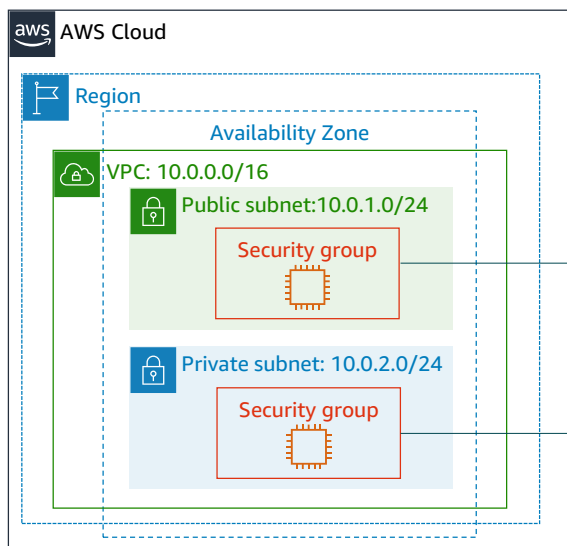 aws
AWS Cloud
Region
Availability Zone
VPC: 10.0.0.0/16
Public subnet:10.0.1.0/24
Security group
Private subnet: 10.0.2.0/24
Security group